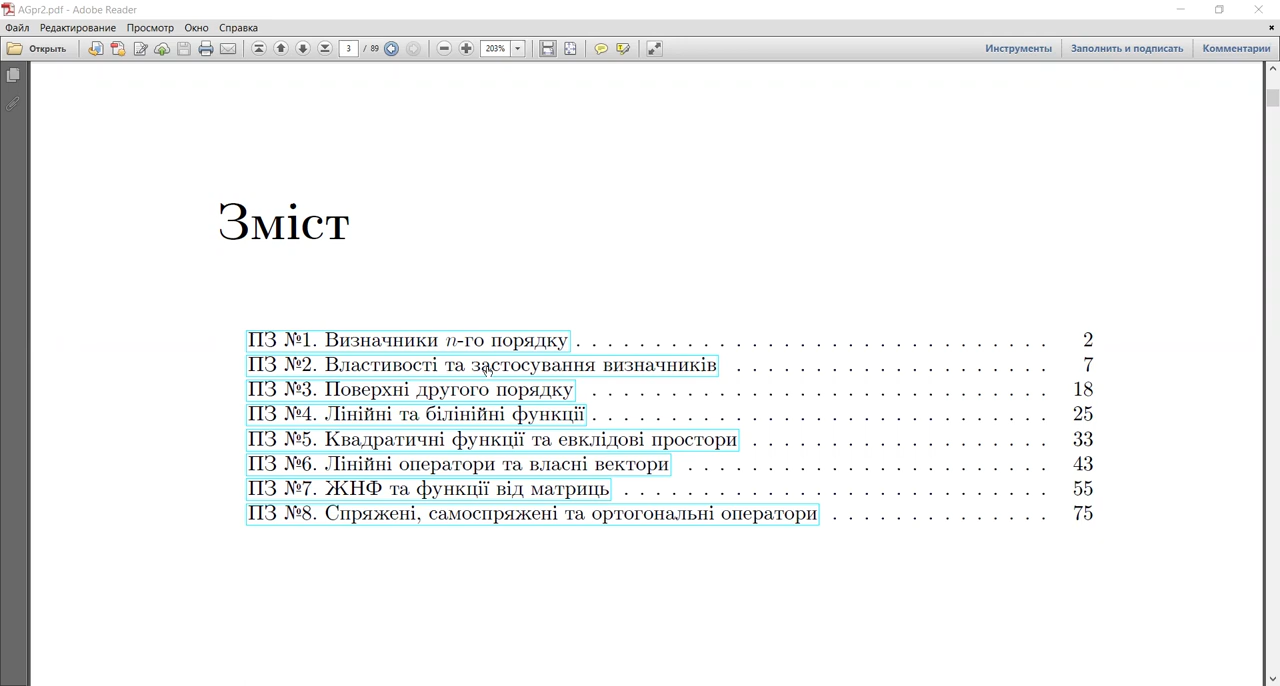 AGpr2.pdf - Adobe Reader
Файл Редактирование Просмотр Окно Справка
Открыть 3 / 89 203% Инструменты Заполнить и подписать Комментарии
Зміст
ПЗ №1. Визначники n-го порядку . . . . . . . . . . . . . . . . . . . . . . . . . . . . . . 2
ПЗ №2. Властивості та застосування визначників . . . . . . . . . . . . . . . . . . . . 7
ПЗ №3. Поверхні другого порядку . . . . . . . . . . . . . . . . . . . . . . . . . . . . . 18
ПЗ №4. Лінійні та білінійні функції . . . . . . . . . . . . . . . . . . . . . . . . . . . . . 25
ПЗ №5. Квадратичні функції та евклідові простори . . . . . . . . . . . . . . . . . . . 33
ПЗ №6. Лінійні оператори та власні вектори . . . . . . . . . . . . . . . . . . . . . . . 43
ПЗ №7. ЖНФ та функції від матриць . . . . . . . . . . . . . . . . . . . . . . . . . . . 55
ПЗ №8. Спряжені, самоспряжені та ортогональні оператори . . . . . . . . . . . . . . 75